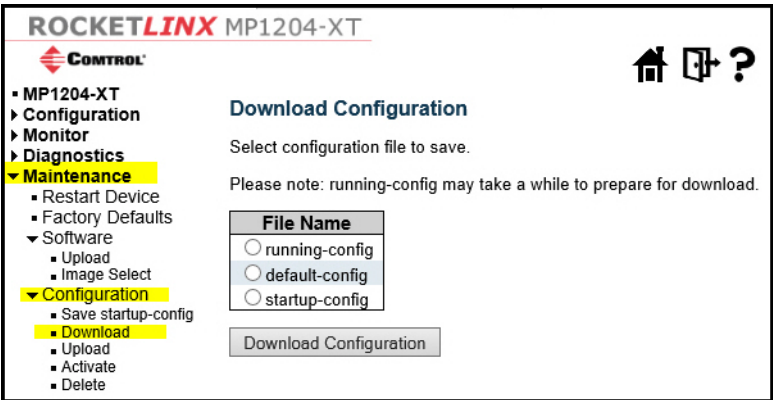 ROCKETLINX MP1204-XT
COMTROL
MP1204-XT
Configuration
Monitor
Diagnostics
Maintenance
Restart Device
Factory Defaults
Software
Upload
Image Select
Configuration
Save startup-config
Download
Upload
Activate
Delete
?
Download Configuration
Select configuration file to save.
Please note: running-config may take a while to prepare for download.
File Name
running-config
default-config
startup-config
Download Configuration